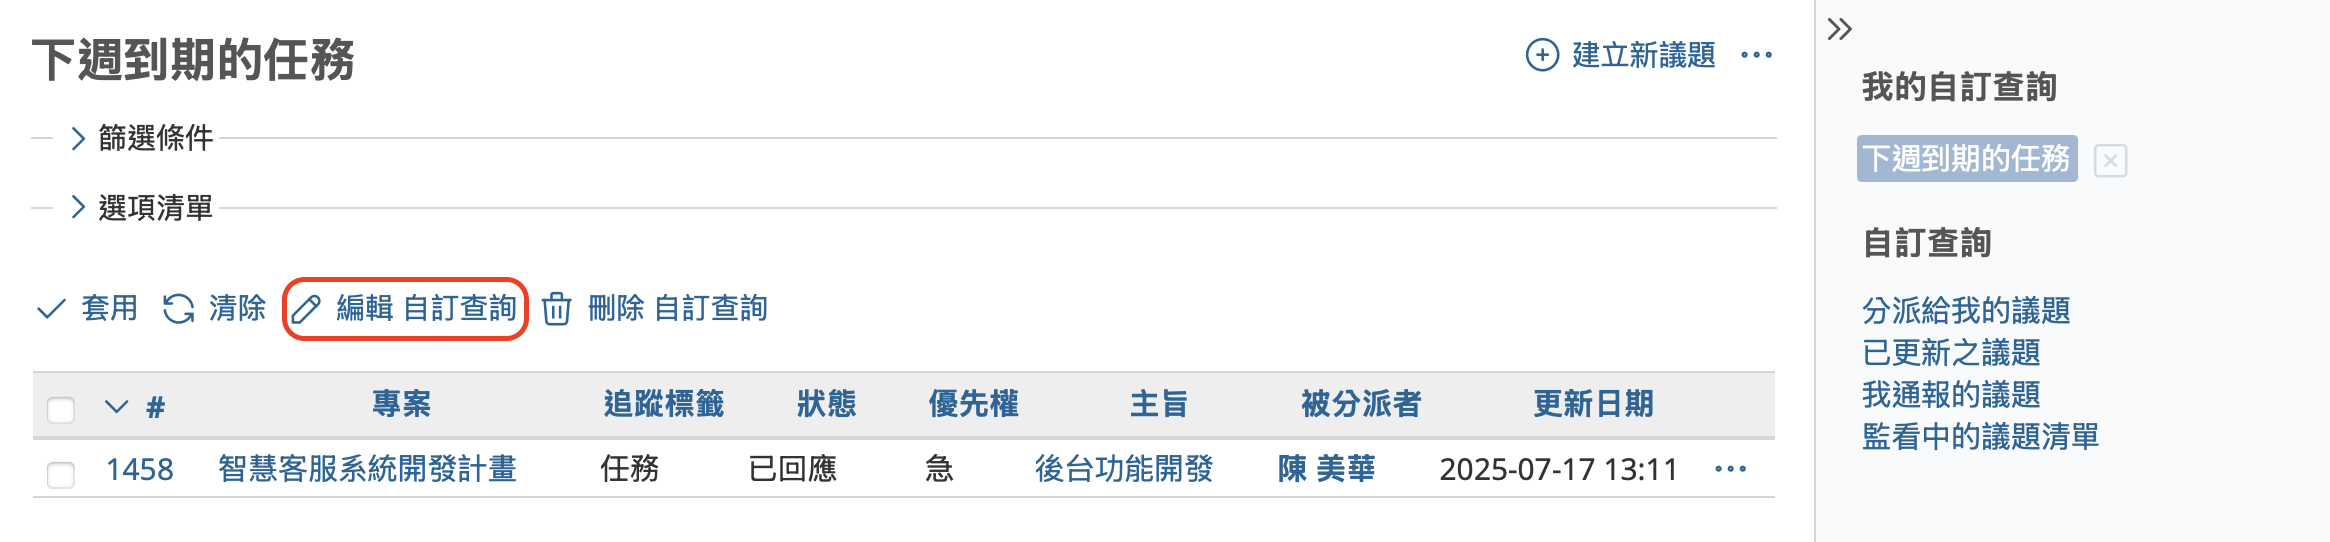 下週到期的任務
建立新議題
篩選條件
選項清單
套用 清除 編輯 自訂查詢 刪除 自訂查詢
# 專案 追蹤標籤 狀態 優先權 主旨 被分派者 更新日期
1458 智慧客服系統開發計畫 任務 已回應 急 後台功能開發 陳 美華 2025-07-17 13:11
我的自訂查詢
下週到期的任務
自訂查詢
分派給我的議題
已更新之議題
我通報的議題
監看中的議題清單